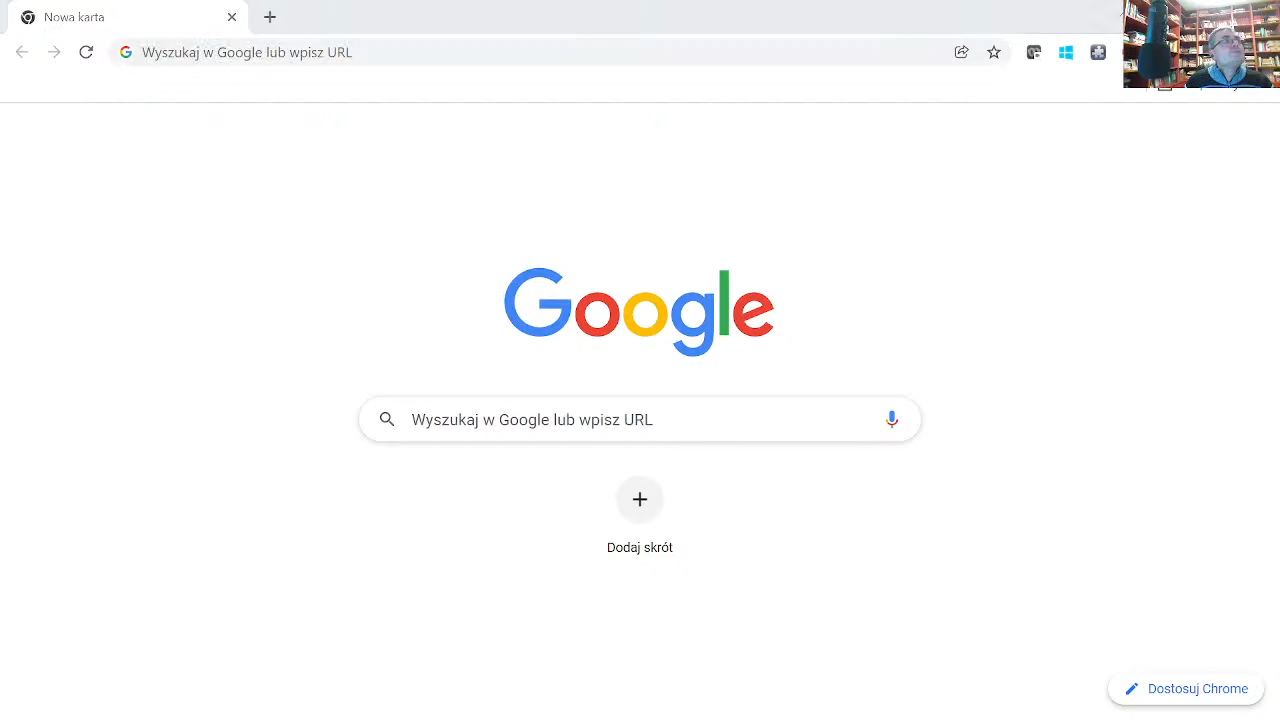 Nowa karta
Wyszukaj w Google lub wpisz URL
Google
Wyszukaj w Google lub wpisz URL
Dodaj skrót
Dostosuj Chrome